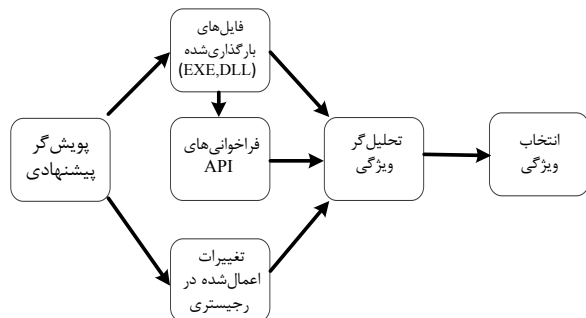 فایل‌های
بارگذاری‌شده
(EXE,DLL)
پویش‌گر
پیشنهادی
فراخوانی‌های
API
تحلیل‌گر
ویژگی
انتخاب
ویژگی
تغییرات
اعمال‌شده در
رجیستری